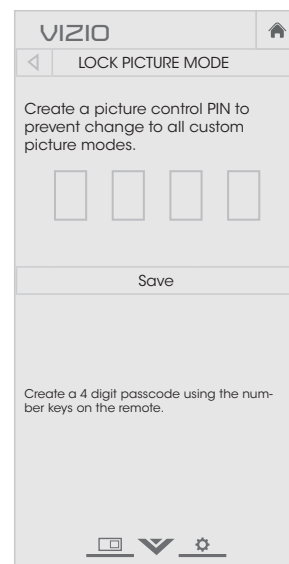 VIZIO
LOCK PICTURE MODE
Create a picture control PIN to
prevent change to all custom
picture modes.
Save
Create a 4 digit passcode using the num-
ber keys on the remote.